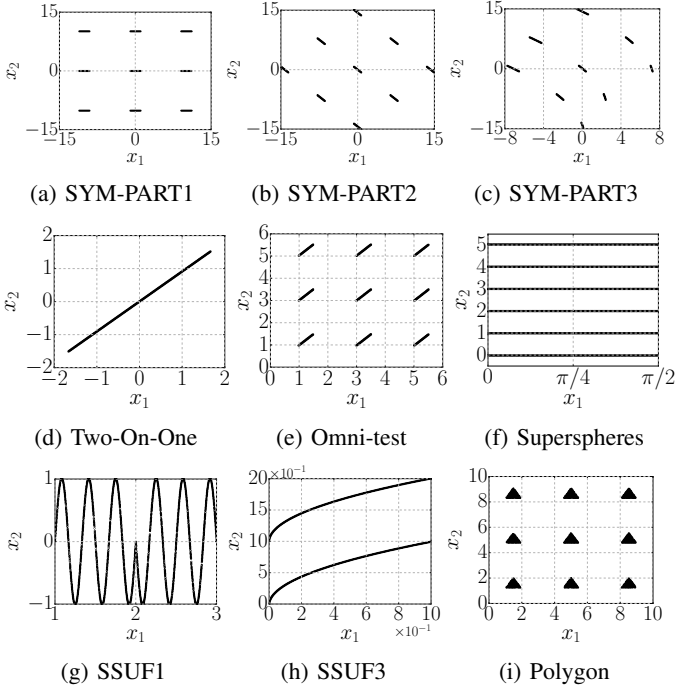 15
0
−15
−15 0 15
x₂
x₁
(a) SYM-PART1
15
0
−15
−15 0 15
x₂
x₁
(b) SYM-PART2
15
0
−15
−8 −4 0 4 8
x₂
x₁
(c) SYM-PART3
2
1
0
−1
−2
−2 −1 0 1 2
x₂
x₁
(d) Two-On-One
6
5
4
3
2
1
0
0 1 2 3 4 5 6
x₂
x₁
(e) Omni-test
5
4
3
2
1
0
0 π/4 π/2
x₂
x₁
(f) Superspheres
1
0
−1
1 2 3
x₂
x₁
(g) SSUF1
×10⁻¹
20
15
10
5
0
0 2 4 6 8 10
x₂
x₁
×10⁻¹
(h) SSUF3
10
8
6
4
2
0
0 2 4 6 8 10
x₂
x₁
(i) Polygon